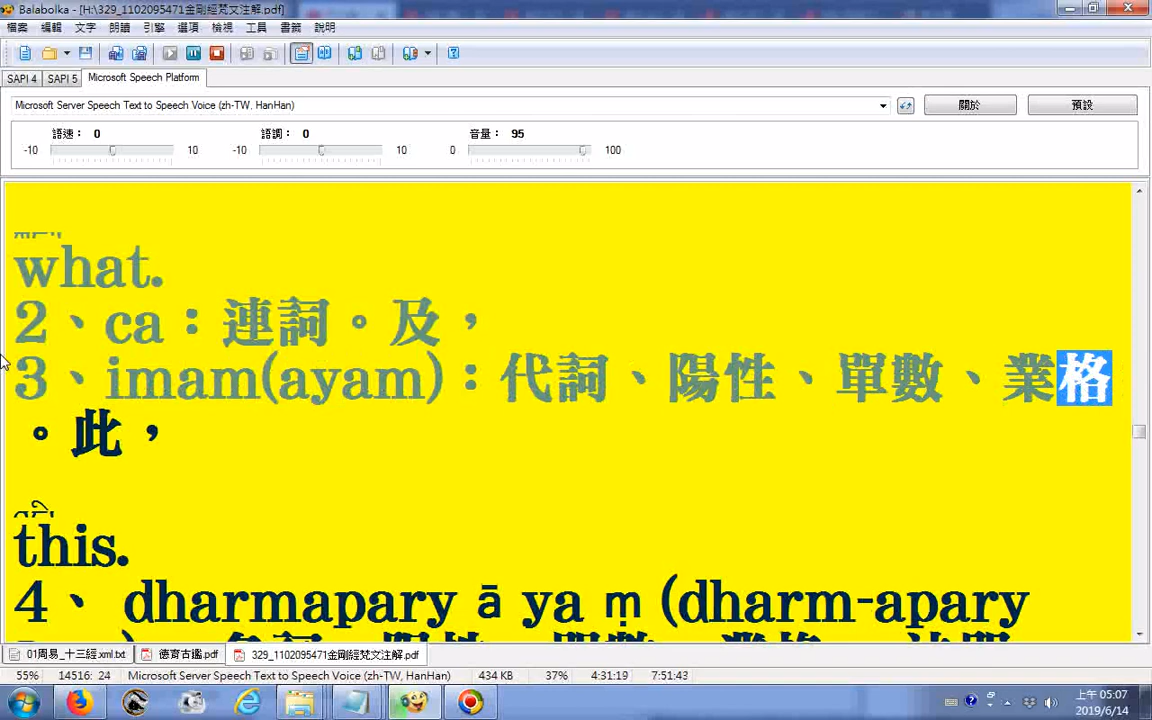 Balabolka - [H:\329_1102095471金剛經梵文注解.pdf]
檔案 編輯 文字 朗讀 引擎 選項 檢視 工具 書籤 說明
SAPI 4 SAPI 5 Microsoft Speech Platform
Microsoft Server Speech Text to Speech Voice (zh-TW, HanHan)
關於 預設
語速： 0 語調： 0 音量： 95
-10 10 -10 10 0 100
what.
2、ca：連詞。及，
3、imam(ayam)：代詞、陽性、單數、業格
。此，
this.
4、 dharmapary ā ya ṃ (dharm-apary
01周易_十三經.xml.txt 德育古鑑.pdf 329_1102095471金剛經梵文注解.pdf
55% 14516: 24 Microsoft Server Speech Text to Speech Voice (zh-TW, HanHan) 434 KB 37% 4:31:19 7:51:43
上午 05:07
2019/6/14